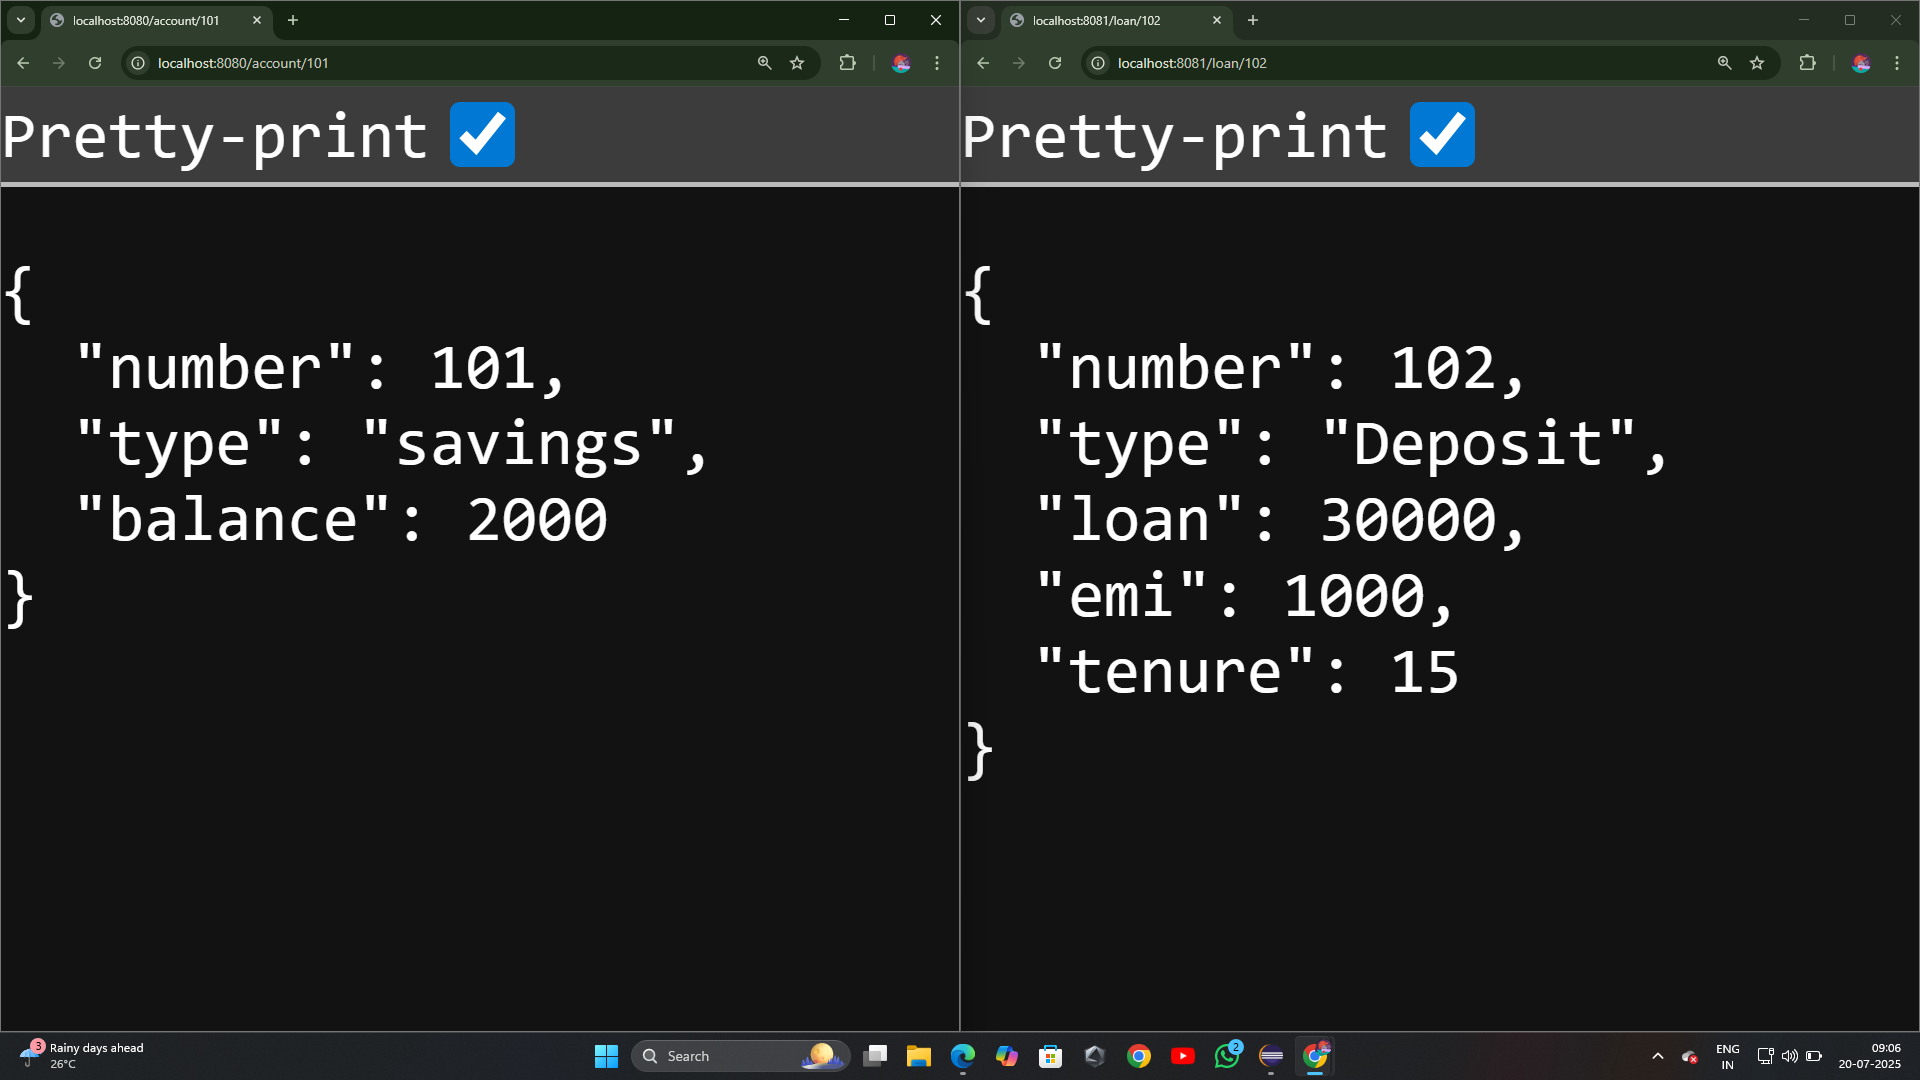 localhost:8080/account/101
localhost:8080/account/101
Pretty-print
{
"number": 101,
"type": "savings",
"balance": 2000
}
localhost:8081/loan/102
localhost:8081/loan/102
Pretty-print
{
"number": 102,
"type": "Deposit",
"loan": 30000,
"emi": 1000,
"tenure": 15
}
3
Rainy days ahead
26°C
Search
2
ENG
IN
09:06
20-07-2025